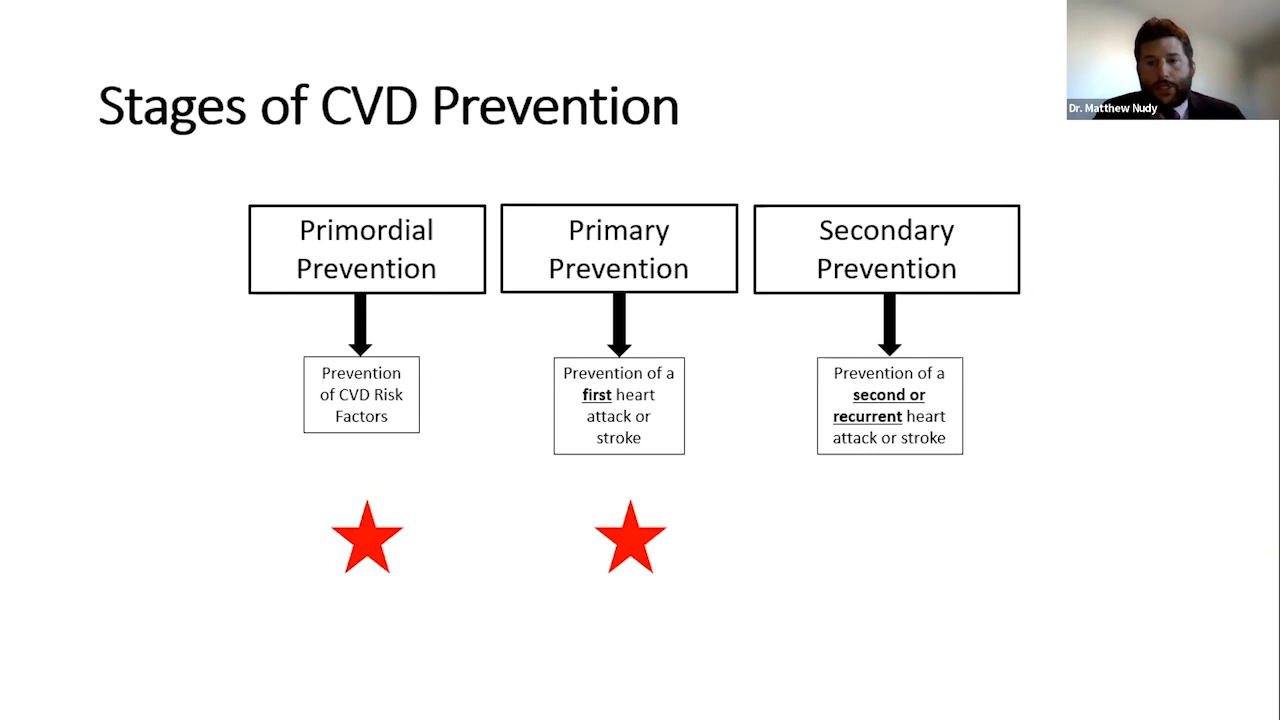 Stages of CVD Prevention
Dr. Matthew Nudy
Primordial
Prevention
Primary
Prevention
Secondary
Prevention
Prevention
of CVD Risk
Factors
Prevention of a
first heart
attack or
stroke
Prevention of a
second or
recurrent heart
attack or stroke